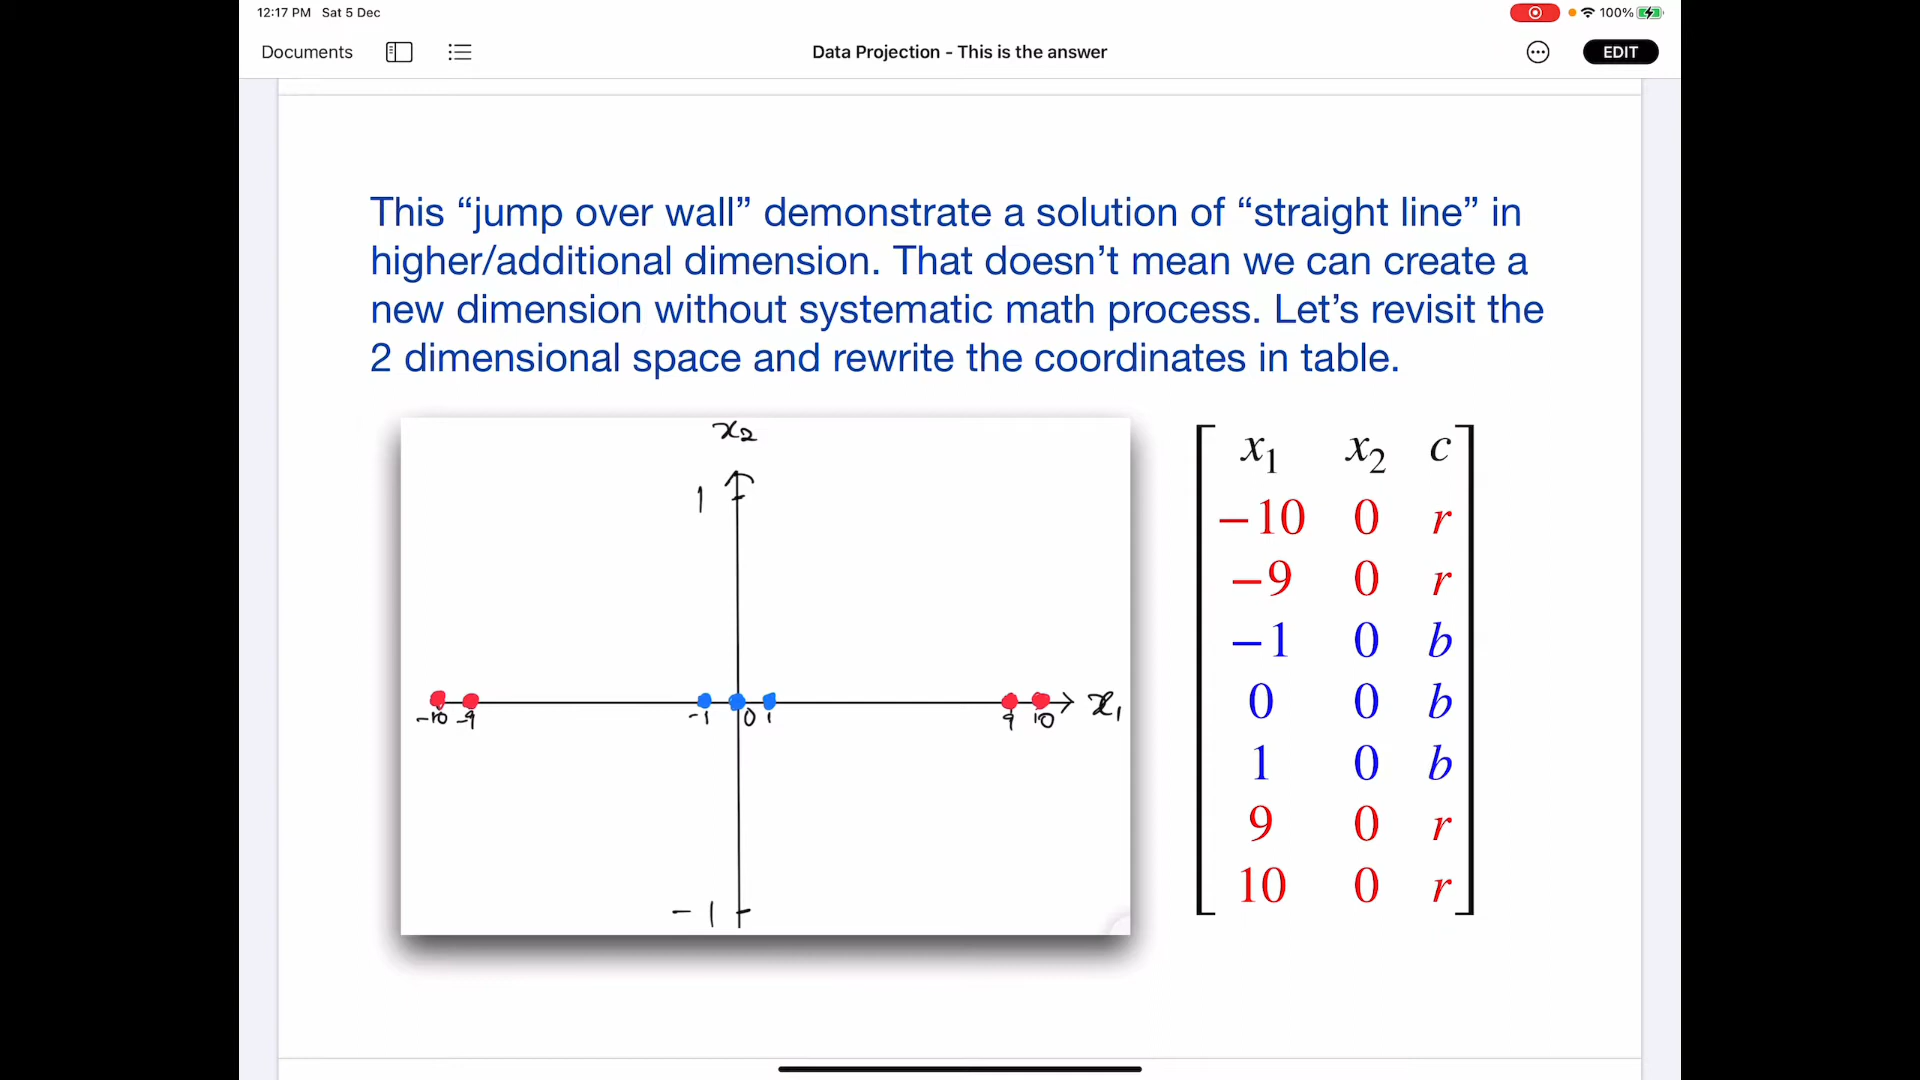 12:17 PM Sat 5 Dec
100%
Documents
Data Projection - This is the answer
EDIT
This “jump over wall” demonstrate a solution of “straight line” in
higher/additional dimension. That doesn’t mean we can create a
new dimension without systematic math process. Let’s revisit the
2 dimensional space and rewrite the coordinates in table.
x₂
1
-10 -9 -1 0 1 9 10 x₁
-1
x₁ x₂ c
−10 0 r
−9 0 r
−1 0 b
0 0 b
1 0 b
9 0 r
10 0 r